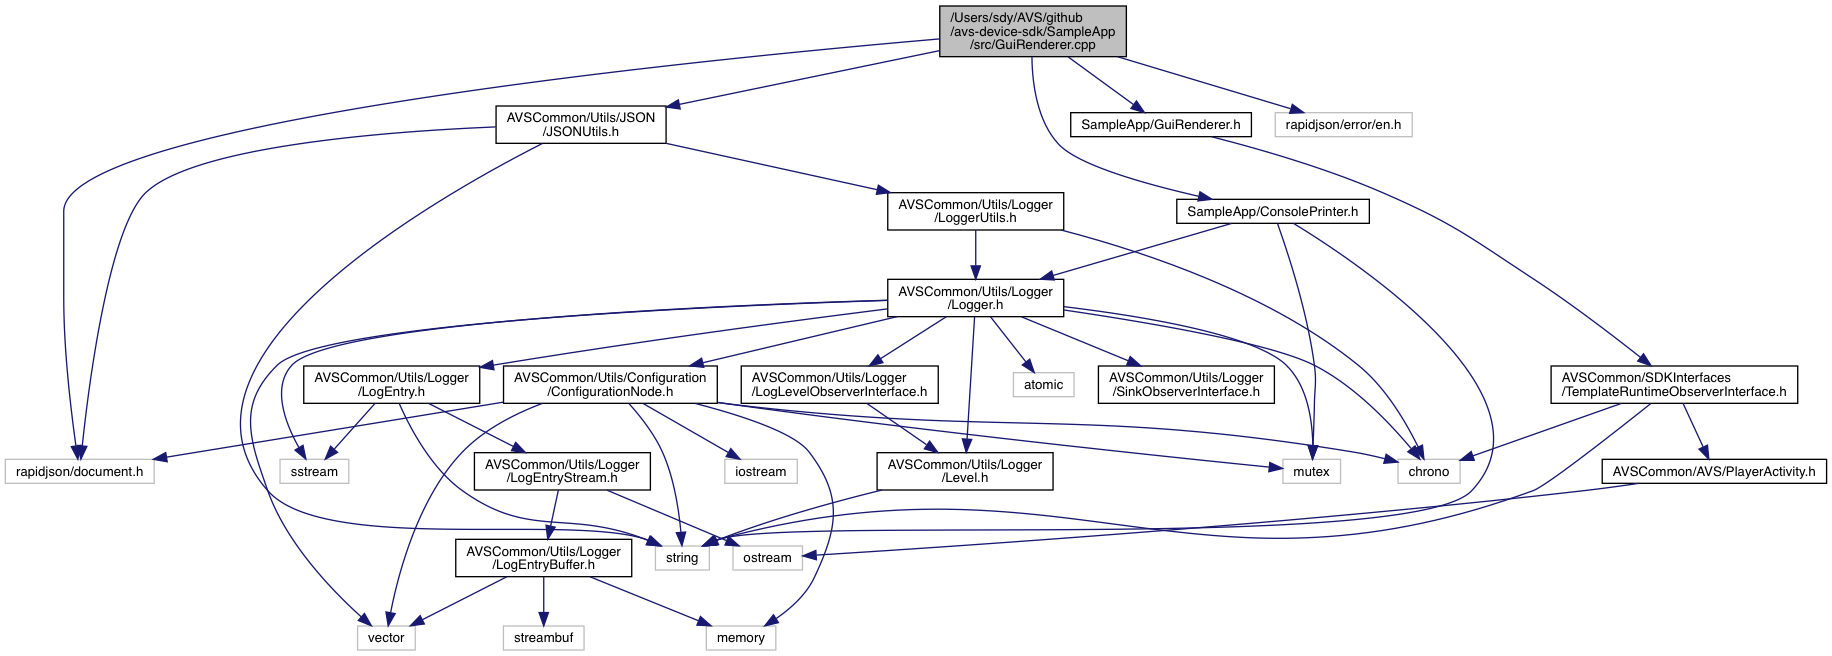 /Users/sdy/AVS/github
/avs-device-sdk/SampleApp
/src/GuiRenderer.cpp
AVSCommon/Utils/JSON
/JSONUtils.h
SampleApp/GuiRenderer.h
rapidjson/error/en.h
AVSCommon/Utils/Logger
/LoggerUtils.h
SampleApp/ConsolePrinter.h
AVSCommon/Utils/Logger
/Logger.h
AVSCommon/Utils/Logger
/LogEntry.h
AVSCommon/Utils/Configuration
/ConfigurationNode.h
AVSCommon/Utils/Logger
/LogLevelObserverInterface.h
atomic
AVSCommon/Utils/Logger
/SinkObserverInterface.h
AVSCommon/SDKInterfaces
/TemplateRuntimeObserverInterface.h
rapidjson/document.h
sstream
AVSCommon/Utils/Logger
/LogEntryStream.h
iostream
AVSCommon/Utils/Logger
/Level.h
mutex
chrono
AVSCommon/AVS/PlayerActivity.h
AVSCommon/Utils/Logger
/LogEntryBuffer.h
string
ostream
vector
streambuf
memory